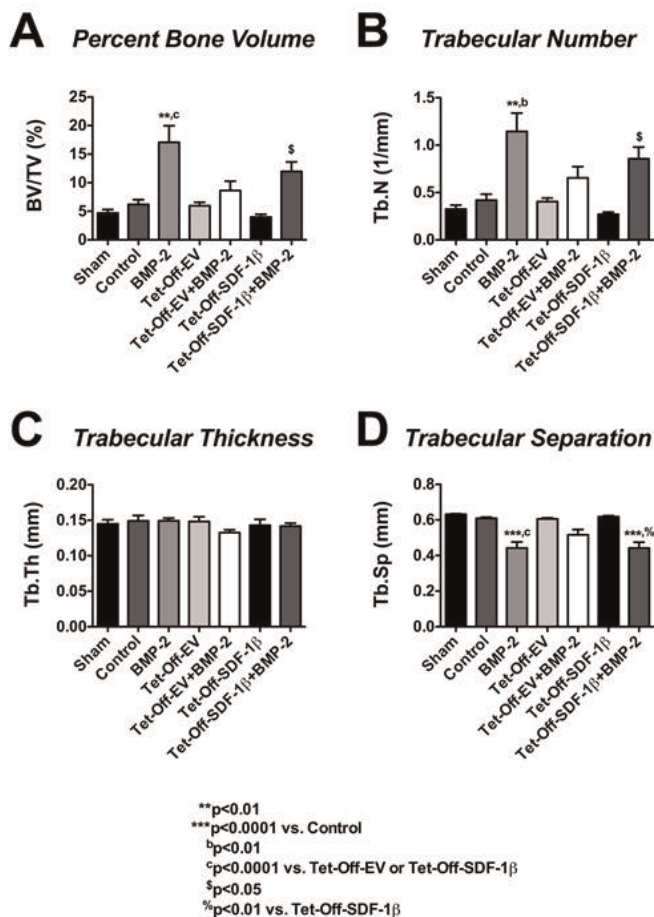 A Percent Bone Volume
BV/TV (%)
25
20
15
10
5
0
**,c
$
Sham
Control
BMP-2
Tet-Off-EV
Tet-Off-EV+BMP-2
Tet-Off-SDF-1β
Tet-Off-SDF-1β+BMP-2
B Trabecular Number
Tb.N (1/mm)
1.5
1.0
0.5
0.0
**,b
$
Sham
Control
BMP-2
Tet-Off-EV
Tet-Off-EV+BMP-2
Tet-Off-SDF-1β
Tet-Off-SDF-1β+BMP-2
C Trabecular Thickness
Tb.Th (mm)
0.20
0.15
0.10
0.05
0.00
Sham
Control
BMP-2
Tet-Off-EV
Tet-Off-EV+BMP-2
Tet-Off-SDF-1β
Tet-Off-SDF-1β+BMP-2
D Trabecular Separation
Tb.Sp (mm)
0.8
0.6
0.4
0.2
0.0
***,c
***,%
Sham
Control
BMP-2
Tet-Off-EV
Tet-Off-EV+BMP-2
Tet-Off-SDF-1β
Tet-Off-SDF-1β+BMP-2
**p<0.01
***p<0.0001 vs. Control
bp<0.01
cp<0.0001 vs. Tet-Off-EV or Tet-Off-SDF-1β
$p<0.05
%p<0.01 vs. Tet-Off-SDF-1β